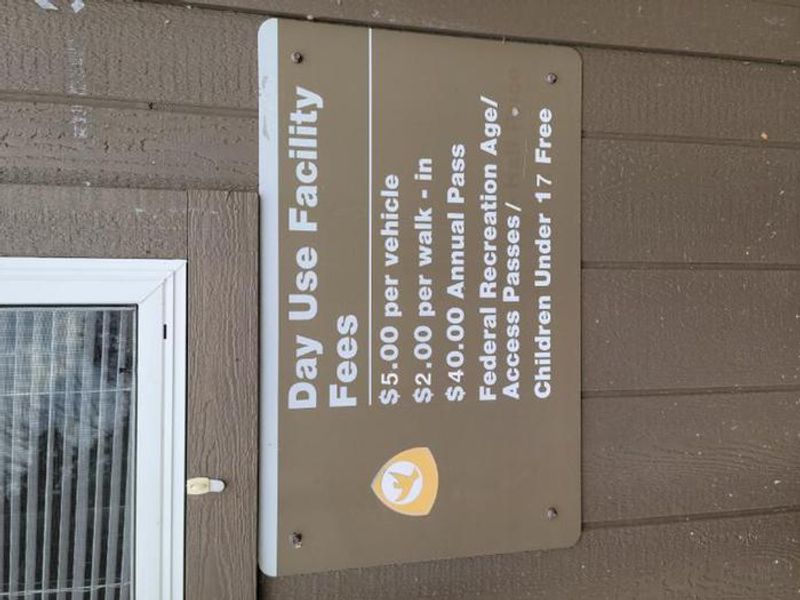 Day Use Facility
Fees
$5.00 per vehicle
$2.00 per walk - in
$40.00 Annual Pass
Federal Recreation Age/
Access Passes /
Children Under 17 Free